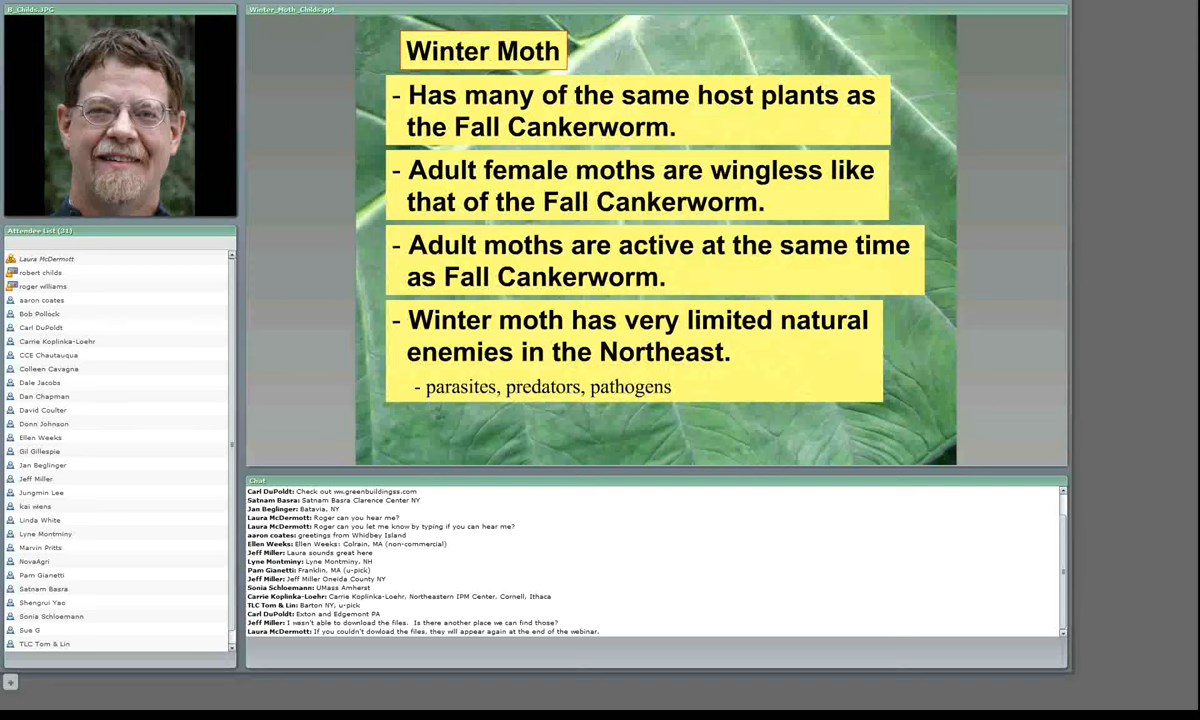 B_Childs.JPG
Winter_Moth_Childs.ppt
Winter Moth
- Has many of the same host plants as
the Fall Cankerworm.
- Adult female moths are wingless like
that of the Fall Cankerworm.
- Adult moths are active at the same time
as Fall Cankerworm.
- Winter moth has very limited natural
enemies in the Northeast.
- parasites, predators, pathogens
Attendee List (31)
Laura McDermott
robert childs
roger williams
aaron coates
Bob Pollock
Carl DuPoldt
Carrie Koplinka-Loehr
CCE Chautauqua
Colleen Cavagna
Dale Jacobs
Dan Chapman
David Coulter
Donn Johnson
Ellen Weeks
Gil Gillespie
Jan Beglinger
Jeff Miller
Jungmin Lee
kai wiens
Linda White
Lyne Montminy
Marvin Pritts
NovaAgri
Pam Gianetti
Satnam Basra
Shengrui Yao
Sonia Schloemann
Sue G
TLC Tom & Lin
Chat
Carl DuPoldt: Check out ww.greenbuildingss.com
Satnam Basra: Satnam Basra Clarence Center NY
Jan Beglinger: Batavia, NY
Laura McDermott: Roger can you hear me?
Laura McDermott: Roger can you let me know by typing if you can hear me?
aaron coates: greetings from Whidbey Island
Ellen Weeks: Ellen Weeks: Colrain, MA (non-commercial)
Jeff Miller: Laura sounds great here
Lyne Montminy: Lyne Montminy, NH
Pam Gianetti: Franklin, MA (u-pick)
Jeff Miller: Jeff Miller Oneida County NY
Sonia Schloemann: UMass Amherst
Carrie Koplinka-Loehr: Carrie Koplinka-Loehr, Northeastern IPM Center, Cornell, Ithaca
TLC Tom & Lin: Barton NY, u-pick
Carl DuPoldt: Exton and Edgemont PA
Jeff Miller: I wasn't able to download the files. Is there another place we can find those?
Laura McDermott: If you couldn't dowload the files, they will appear again at the end of the webinar.